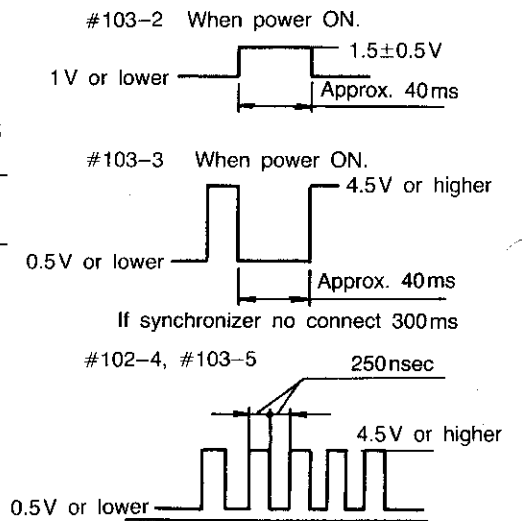 #103-2 When power ON.
1.5±0.5V
1V or lower
Approx. 40ms
#103-3 When power ON.
4.5V or higher
0.5V or lower
Approx. 40ms
If synchronizer no connect 300ms
#102-4, #103-5
250nsec
4.5V or higher
0.5V or lower